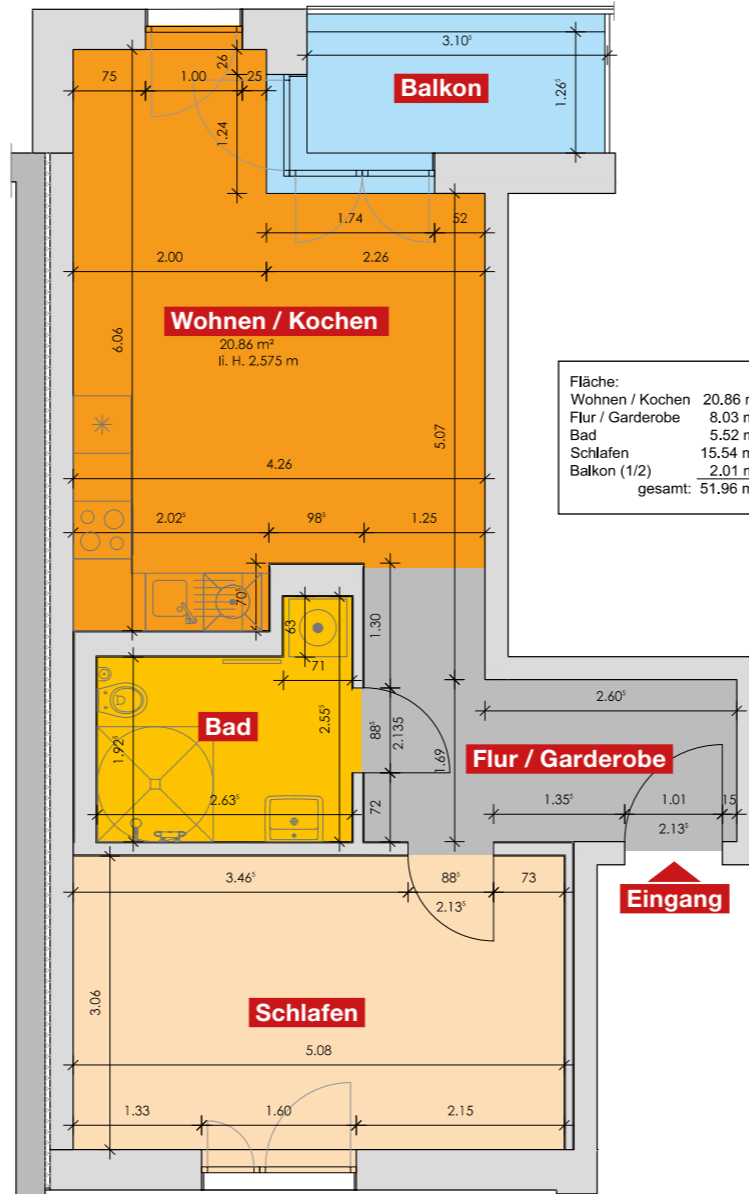 3.10⁵
Balkon
1.26⁵
26
75 1.00 25
1.24
1.74 52
2.00 2.26
Wohnen / Kochen
20.86 m²
li. H. 2,575 m
6.06
5.07
Fläche:
Wohnen / Kochen 20.86
Flur / Garderobe 8.03
Bad 5.52
Schlafen 15.54
Balkon (1/2) 2.01
gesamt: 51.96
4.26
2.02⁵ 98⁵ 1.25
70⁵
63
1.30
71
2.60⁵
Bad
1.92⁵
2.55⁵
88⁵
2.135
1.69
Flur / Garderobe
2.63⁵
72
1.35⁵ 1.01 15
2.13⁵
Eingang
3.46⁵ 88⁵ 73
2.13⁵
3.06
Schlafen
5.08
1.33 1.60 2.15